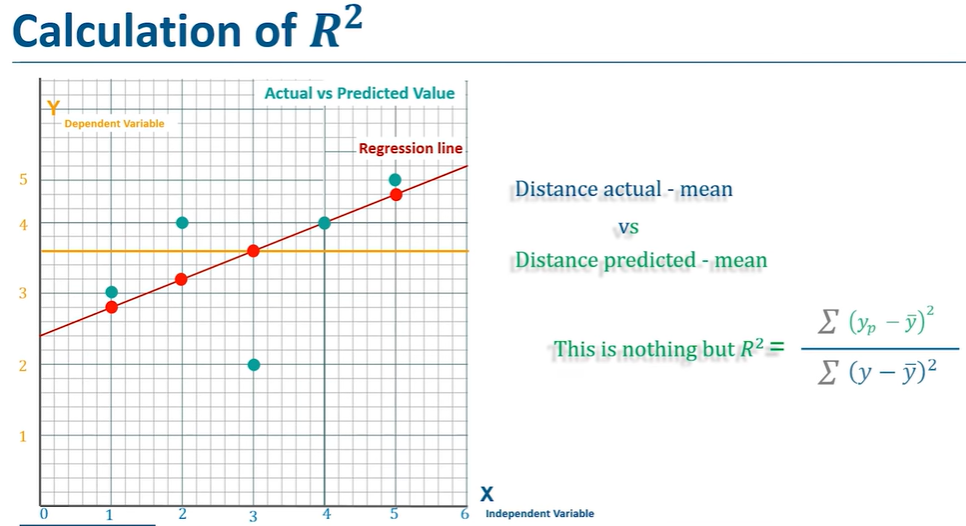 Calculation of R²
Actual vs Predicted Value
Y
Dependent Variable
Regression line
5
4
3
2
1
0 1 2 3 4 5 6
X
Independent Variable
Distance actual - mean
vs
Distance predicted - mean
This is nothing but R² = ∑ (yₚ − ȳ)²
∑ (y − ȳ)²